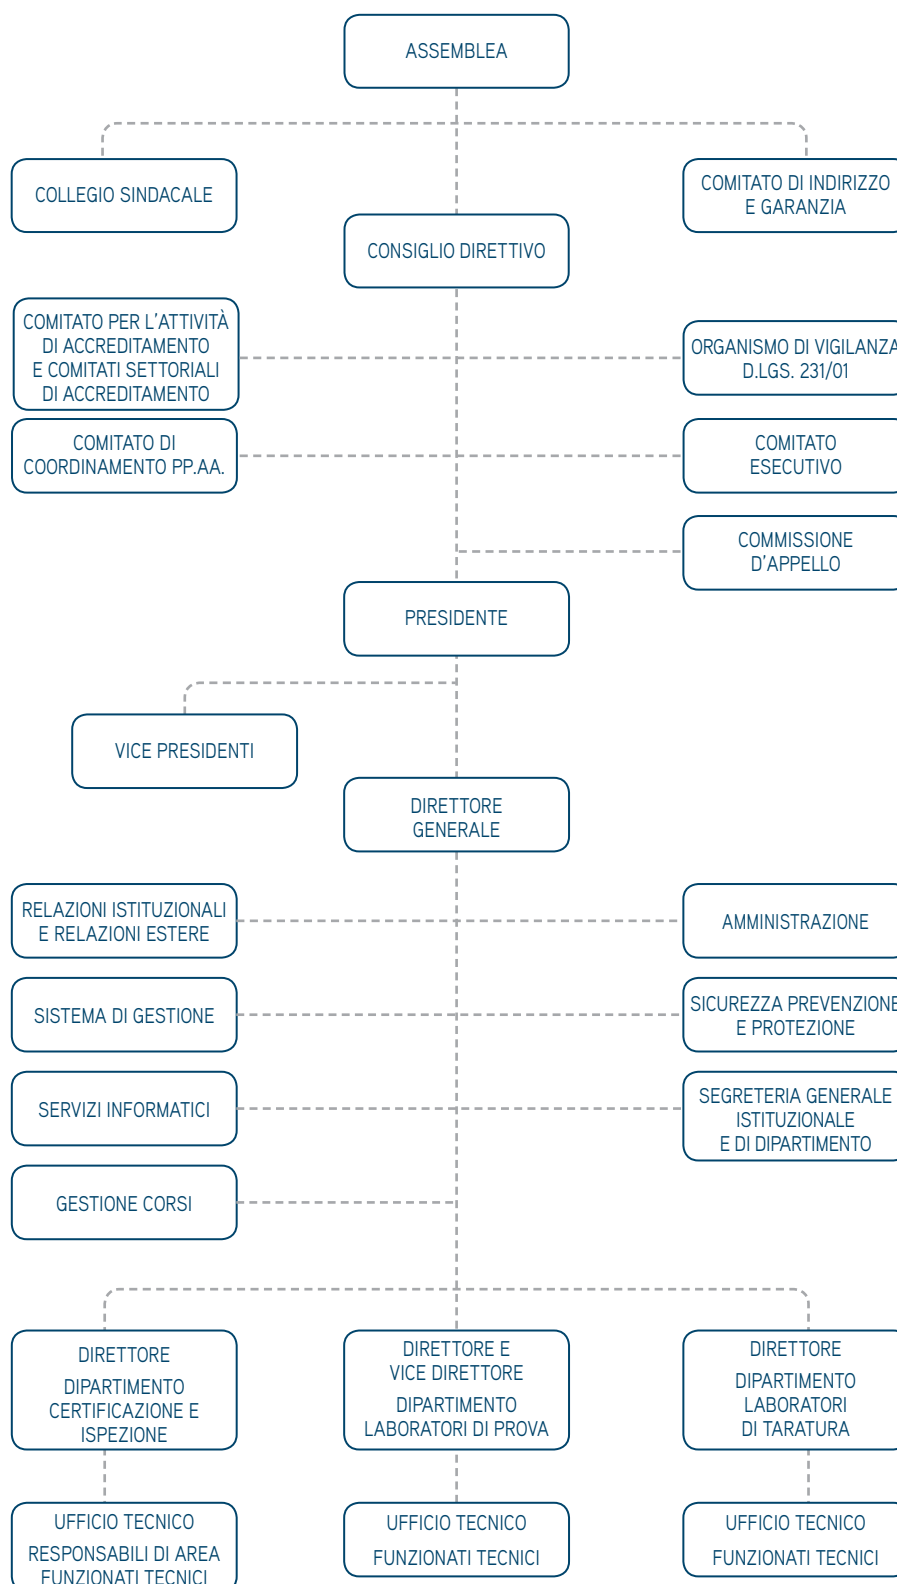 ASSEMBLEA
COLLEGIO SINDACALE
COMITATO DI INDIRIZZO
E GARANZIA
CONSIGLIO DIRETTIVO
COMITATO PER L'ATTIVITÀ
DI ACCREDITAMENTO
E COMITATI SETTORIALI
DI ACCREDITAMENTO
ORGANISMO DI VIGILANZA
D.LGS. 231/01
COMITATO DI
COORDINAMENTO PP.AA.
COMITATO
ESECUTIVO
COMMISSIONE
D'APPELLO
PRESIDENTE
VICE PRESIDENTI
DIRETTORE
GENERALE
RELAZIONI ISTITUZIONALI
E RELAZIONI ESTERE
AMMINISTRAZIONE
SISTEMA DI GESTIONE
SICUREZZA PREVENZIONE
E PROTEZIONE
SERVIZI INFORMATICI
SEGRETERIA GENERALE
ISTITUZIONALE
E DI DIPARTIMENTO
GESTIONE CORSI
DIRETTORE
DIPARTIMENTO
CERTIFICAZIONE E
ISPEZIONE
DIRETTORE E
VICE DIRETTORE
DIPARTIMENTO
LABORATORI DI PROVA
DIRETTORE
DIPARTIMENTO
LABORATORI
DI TARATURA
UFFICIO TECNICO
RESPONSABILI DI AREA
FUNZIONATI TECNICI
UFFICIO TECNICO
FUNZIONATI TECNICI
UFFICIO TECNICO
FUNZIONATI TECNICI